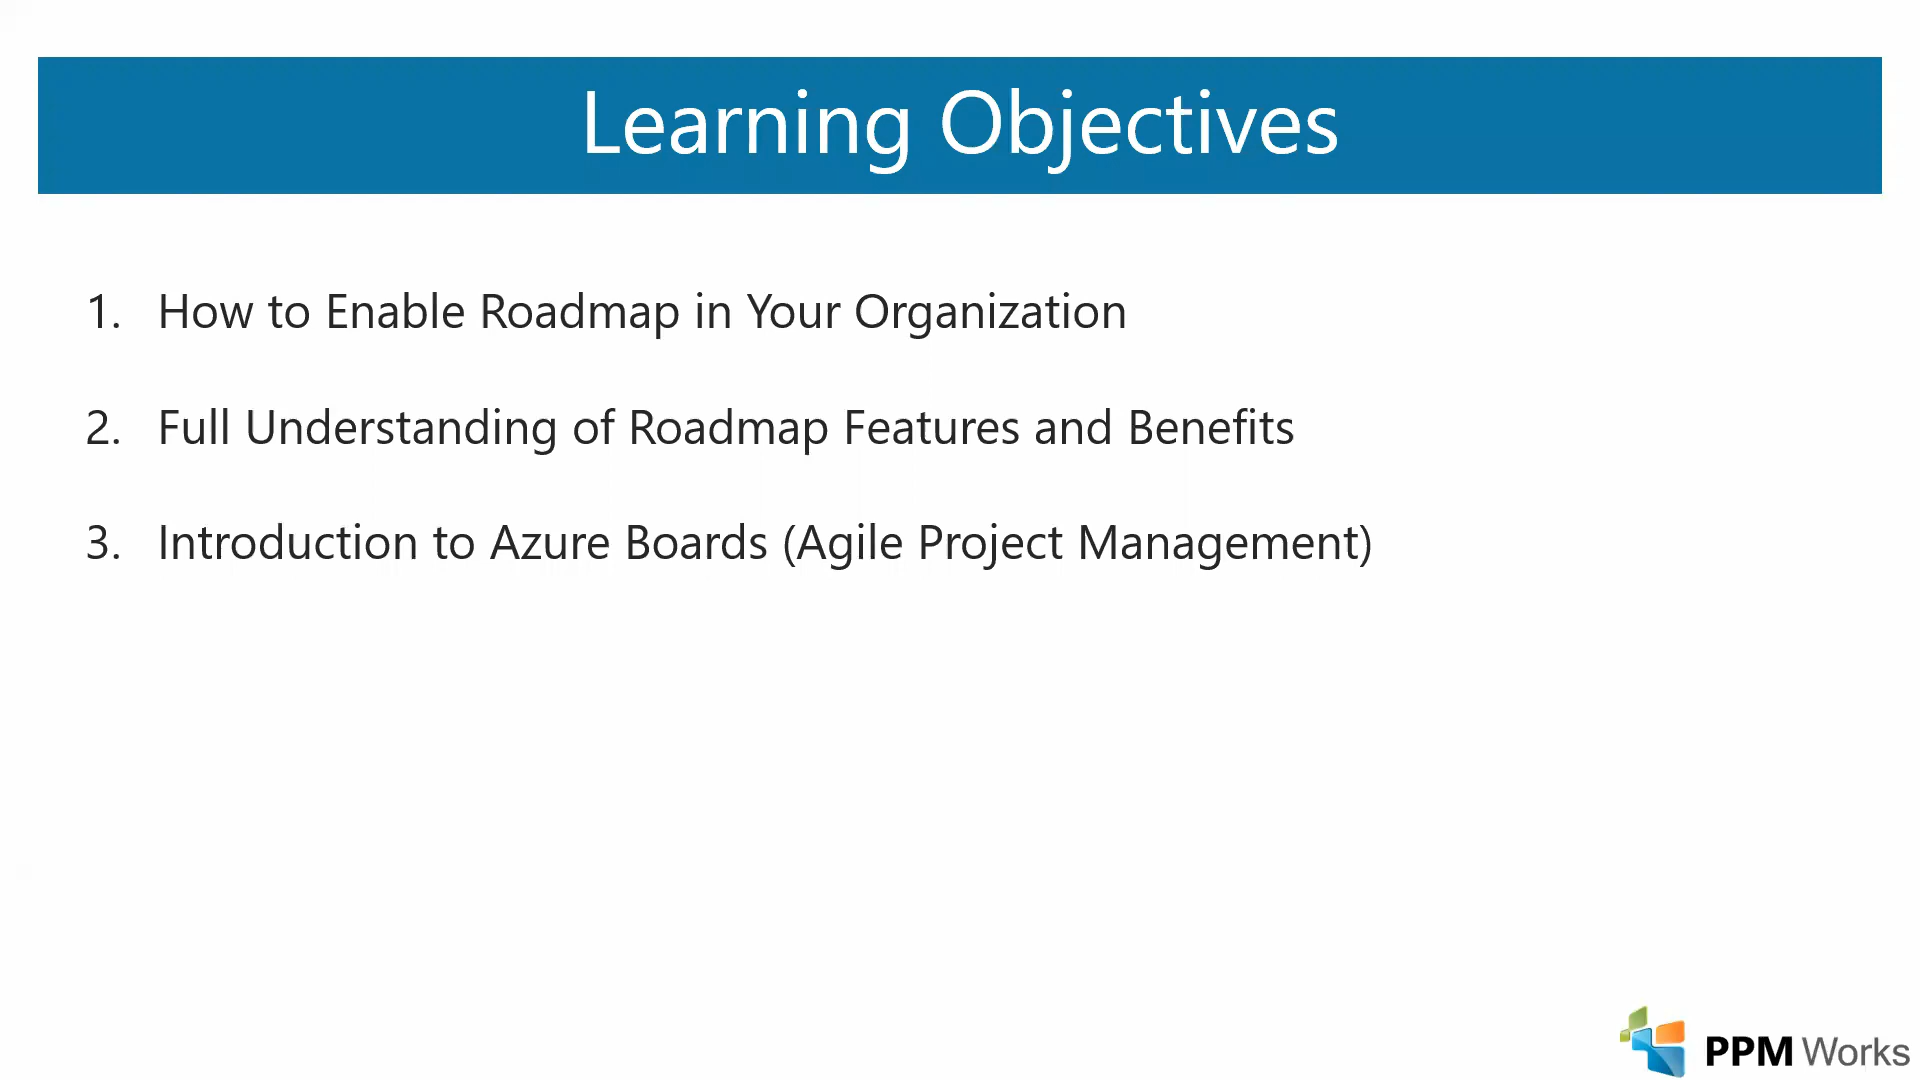 Learning Objectives
1. How to Enable Roadmap in Your Organization
2. Full Understanding of Roadmap Features and Benefits
3. Introduction to Azure Boards (Agile Project Management)
PPM Works